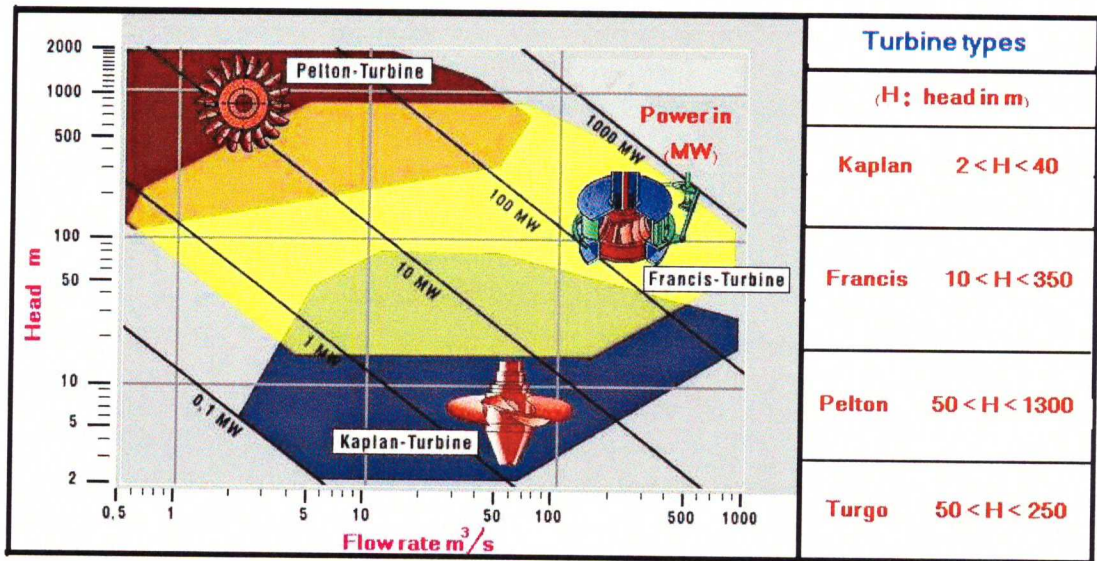 2000
1000
500
100
50
10
5
2
Head m
Pelton-Turbine
Power in
(MW)
1000 MW
100 MW
10 MW
1 MW
0,1 MW
Francis-Turbine
Kaplan-Turbine
0,5 1 5 10 50 100 500 1000
Flow rate m³/s
Turbine types
(H: head in m)
Kaplan 2 < H < 40
Francis 10 < H < 350
Pelton 50 < H < 1300
Turgo 50 < H < 250